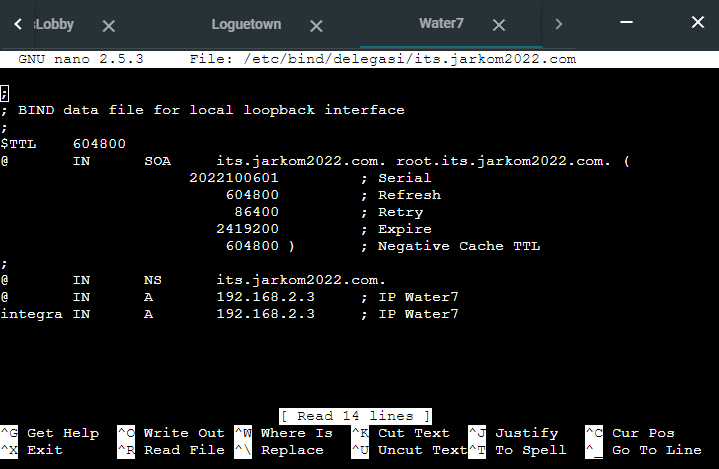 sLobby Loguetown Water7
GNU nano 2.5.3 File: /etc/bind/delegasi/its.jarkom2022.com
;
; BIND data file for local loopback interface
;
$TTL 604800
@ IN SOA its.jarkom2022.com. root.its.jarkom2022.com. (
2022100601 ; Serial
604800 ; Refresh
86400 ; Retry
2419200 ; Expire
604800 ) ; Negative Cache TTL
;
@ IN NS its.jarkom2022.com.
@ IN A 192.168.2.3 ; IP Water7
integra IN A 192.168.2.3 ; IP Water7
[ Read 14 lines ]
^G Get Help ^O Write Out ^W Where Is ^K Cut Text ^J Justify ^C Cur Pos
^X Exit ^R Read File ^\ Replace ^U Uncut Text ^T To Spell ^_ Go To Line